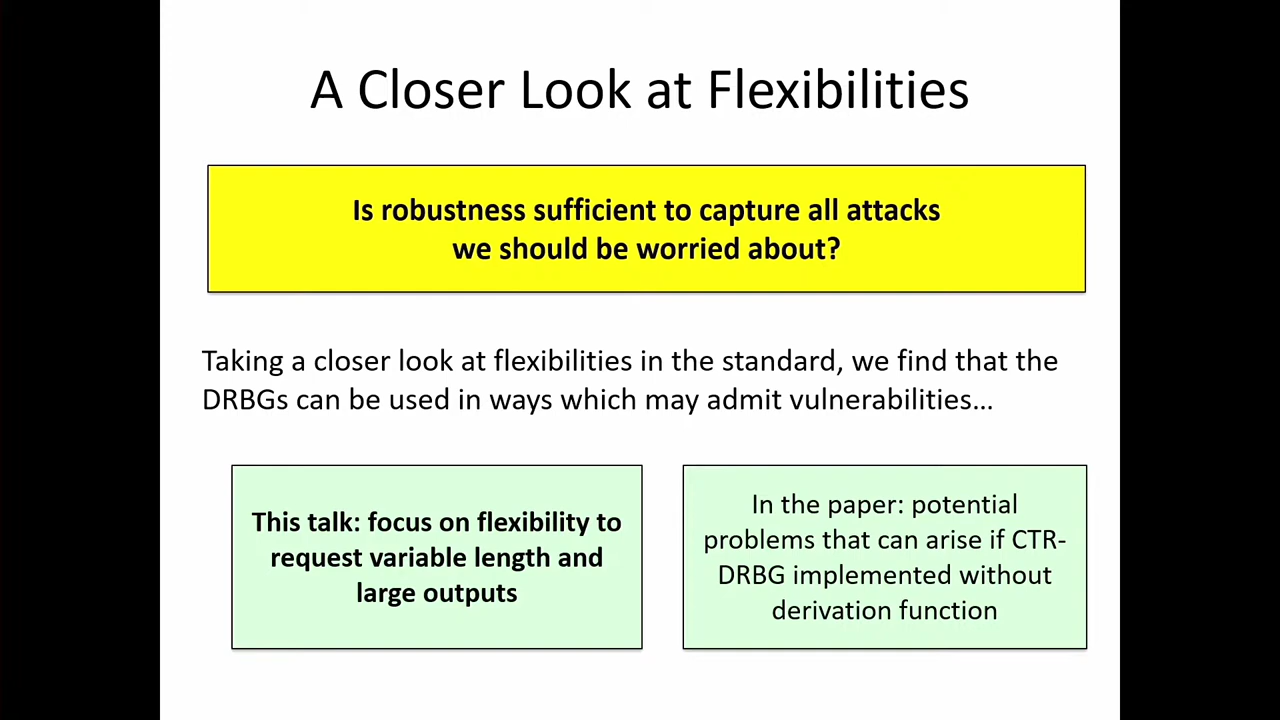 A Closer Look at Flexibilities
Is robustness sufficient to capture all attacks
we should be worried about?
Taking a closer look at flexibilities in the standard, we find that the
DRBGs can be used in ways which may admit vulnerabilities…
This talk: focus on flexibility to
request variable length and
large outputs
In the paper: potential
problems that can arise if CTR-
DRBG implemented without
derivation function